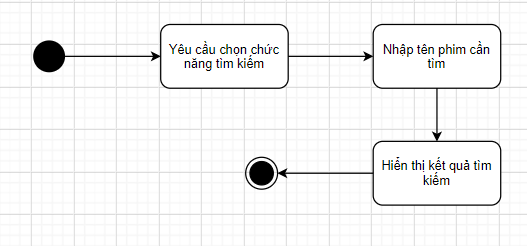 Yêu cầu chọn chức
năng tìm kiếm
Nhập tên phim cần
tìm
Hiển thị kết quả tìm
kiếm